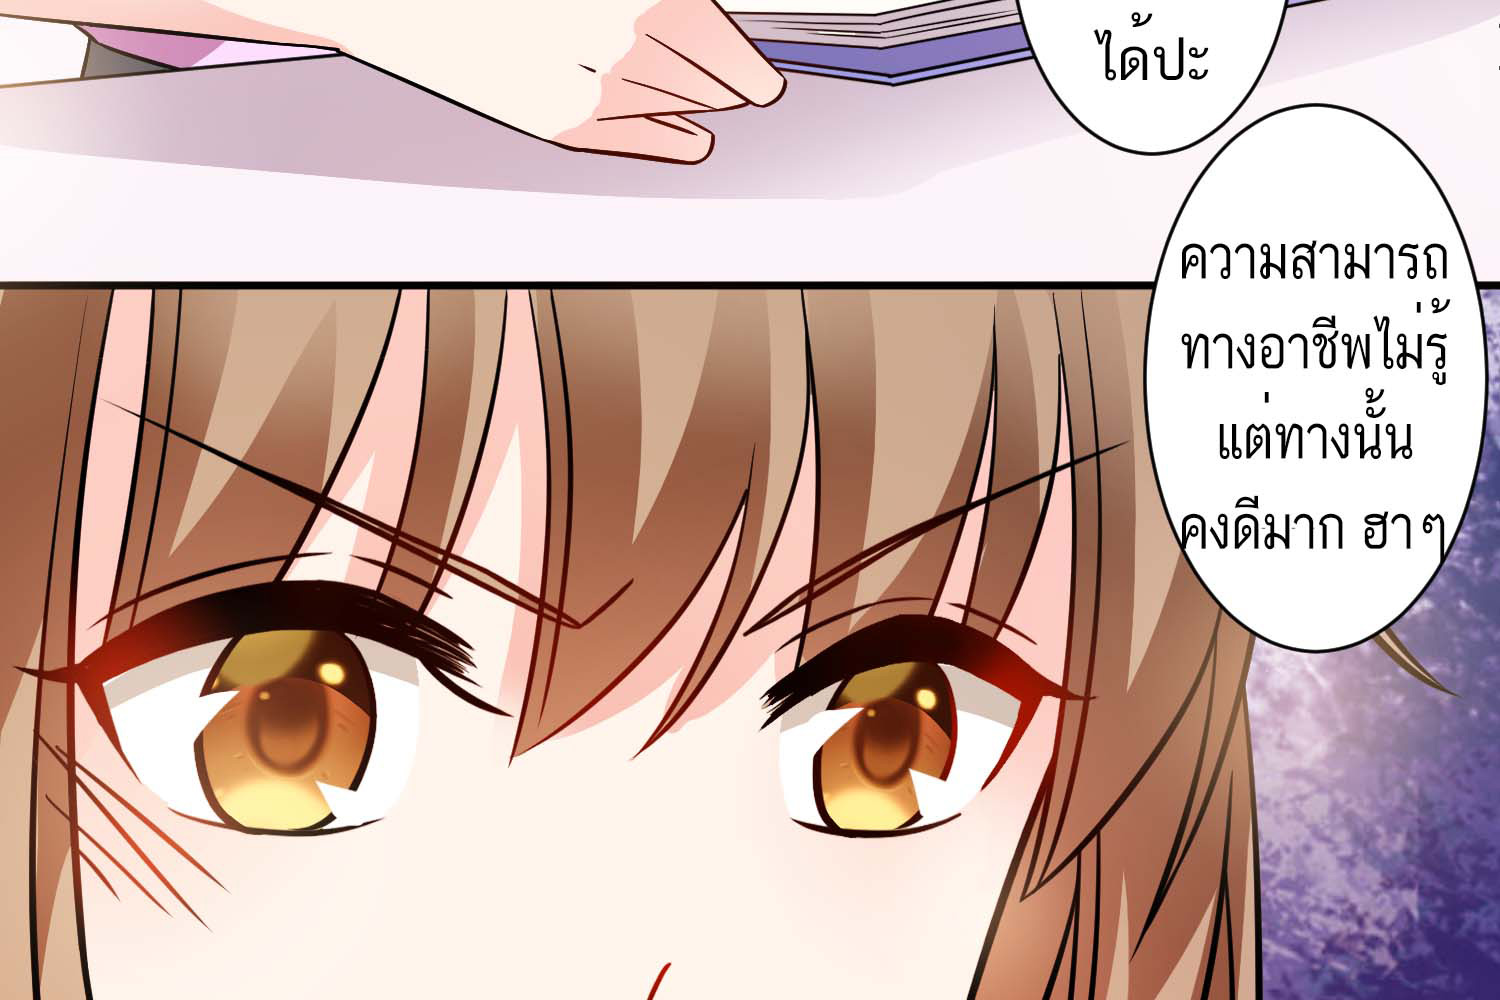 ได้ปะ
ความสามารถ
ทางอาชีพไม่รู้
แต่ทางนั้น
คงดีมาก ฮาๆ